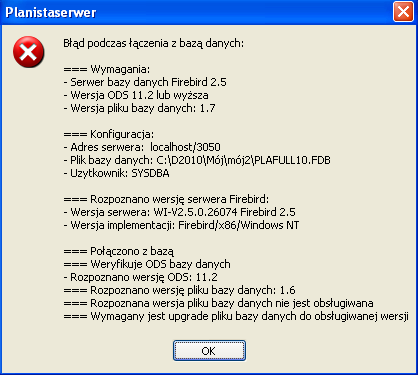 Planistaserwer
Błąd podczas łączenia z bazą danych:
=== Wymagania:
- Serwer bazy danych Firebird 2.5
- Wersja ODS 11.2 lub wyższa
- Wersja pliku bazy danych: 1.7
=== Konfiguracja:
- Adres serwera: localhost/3050
- Plik bazy danych: C:\D2010\Mój\mój2\PLAFULL10.FDB
- Uzytkownik: SYSDBA
=== Rozpoznano wersję serwera Firebird:
- Wersja serwera: WI-V2.5.0.26074 Firebird 2.5
- Wersja implementacji: Firebird/x86/Windows NT
=== Połączono z bazą
=== Weryfikuje ODS bazy danych
- Rozpoznano wersję ODS: 11.2
=== Rozpoznano wersję pliku bazy danych: 1.6
=== Rozpoznana wersja pliku bazy danych nie jest obsługiwana
=== Wymagany jest upgrade pliku bazy danych do obsługiwanej wersji
OK